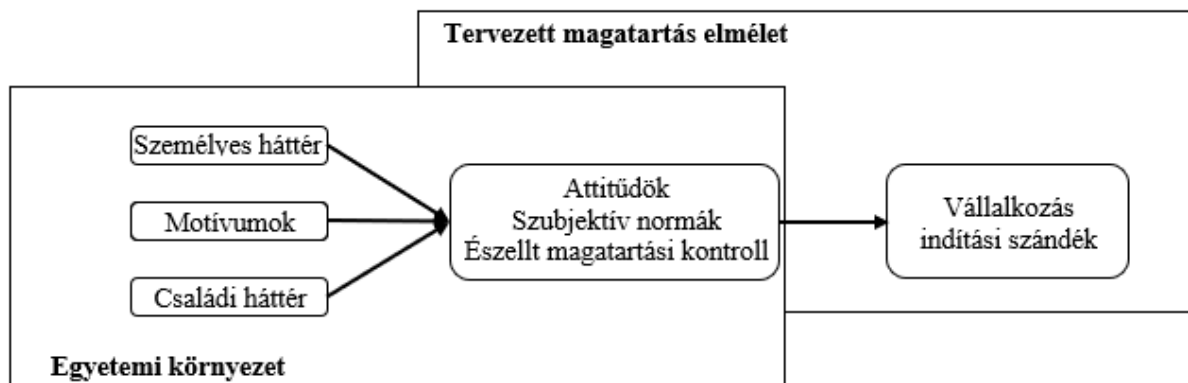 Tervezett magatartás elmélet
Személyes háttér
Motívumok
Családi háttér
Attitűdök
Szubjektív normák
Észellt magatartási kontroll
Vállalkozás
indítási szándék
Egyetemi környezet